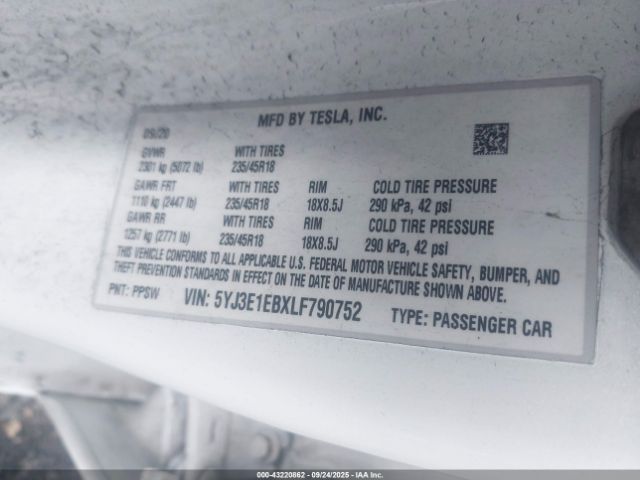 MFD BY TESLA, INC.
09/20
GVWR WITH TIRES
2301 kg (5072 lb) 235/45R18
GAWR FRT WITH TIRES RIM COLD TIRE PRESSURE
1110 kg (2447 lb) 235/45R18 18X8.5J 290 kPa, 42 psi
GAWR RR WITH TIRES RIM COLD TIRE PRESSURE
1257 kg (2771 lb) 235/45R18 18X8.5J 290 kPa, 42 psi
THIS VEHICLE CONFORMS TO ALL APPLICABLE U.S. FEDERAL MOTOR VEHICLE SAFETY, BUMPER, AND
THEFT PREVENTION STANDARDS IN EFFECT ON THE DATE OF MANUFACTURE SHOWN ABOVE.
PNT: PPSW VIN: 5YJ3E1EBXLF790752 TYPE: PASSENGER CAR
000-43220862 - 09/24/2025 - IAA Inc.